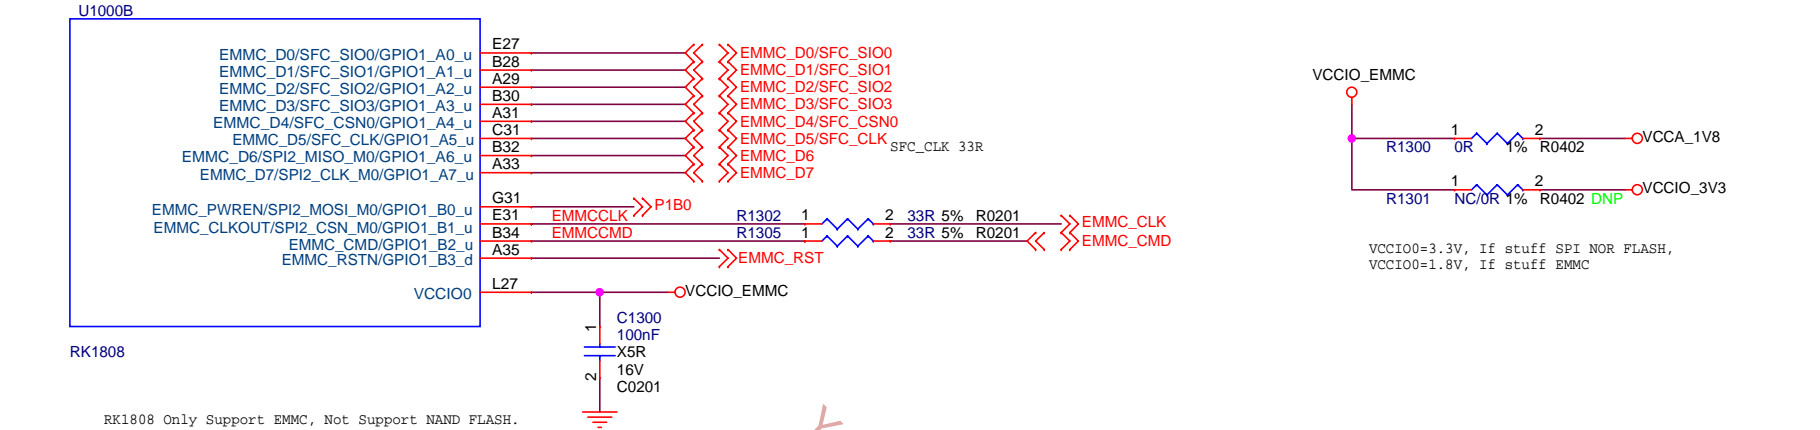 U1000B
EMMC_D0/SFC_SIO0/GPIO1_A0_u E27 EMMC_D0/SFC_SIO0
EMMC_D1/SFC_SIO1/GPIO1_A1_u B28 EMMC_D1/SFC_SIO1
EMMC_D2/SFC_SIO2/GPIO1_A2_u A29 EMMC_D2/SFC_SIO2
EMMC_D3/SFC_SIO3/GPIO1_A3_u B30 EMMC_D3/SFC_SIO3
EMMC_D4/SFC_CSN0/GPIO1_A4_u A31 EMMC_D4/SFC_CSN0
EMMC_D5/SFC_CLK/GPIO1_A5_u C31 EMMC_D5/SFC_CLK SFC_CLK 33R
EMMC_D6/SPI2_MISO_M0/GPIO1_A6_u B32 EMMC_D6
EMMC_D7/SPI2_CLK_M0/GPIO1_A7_u A33 EMMC_D7
EMMC_PWREN/SPI2_MOSI_M0/GPIO1_B0_u G31 P1B0
EMMC_CLKOUT/SPI2_CSN_M0/GPIO1_B1_u E31 EMMCCLK R1302 1 2 33R 5% R0201 EMMC_CLK
EMMC_CMD/GPIO1_B2_u B34 EMMCCMD R1305 1 2 33R 5% R0201 EMMC_CMD
EMMC_RSTN/GPIO1_B3_d A35 EMMC_RST
VCCIO0 L27 VCCIO_EMMC
C1300
1
100nF
X5R
16V
2
C0201
RK1808
RK1808 Only Support EMMC, Not Support NAND FLASH.
VCCIO_EMMC
1 2 VCCA_1V8
R1300 0R 1% R0402
1 2 VCCIO_3V3
R1301 NC/0R 1% R0402 DNP
VCCIO0=3.3V, If stuff SPI NOR FLASH,
VCCIO0=1.8V, If stuff EMMC